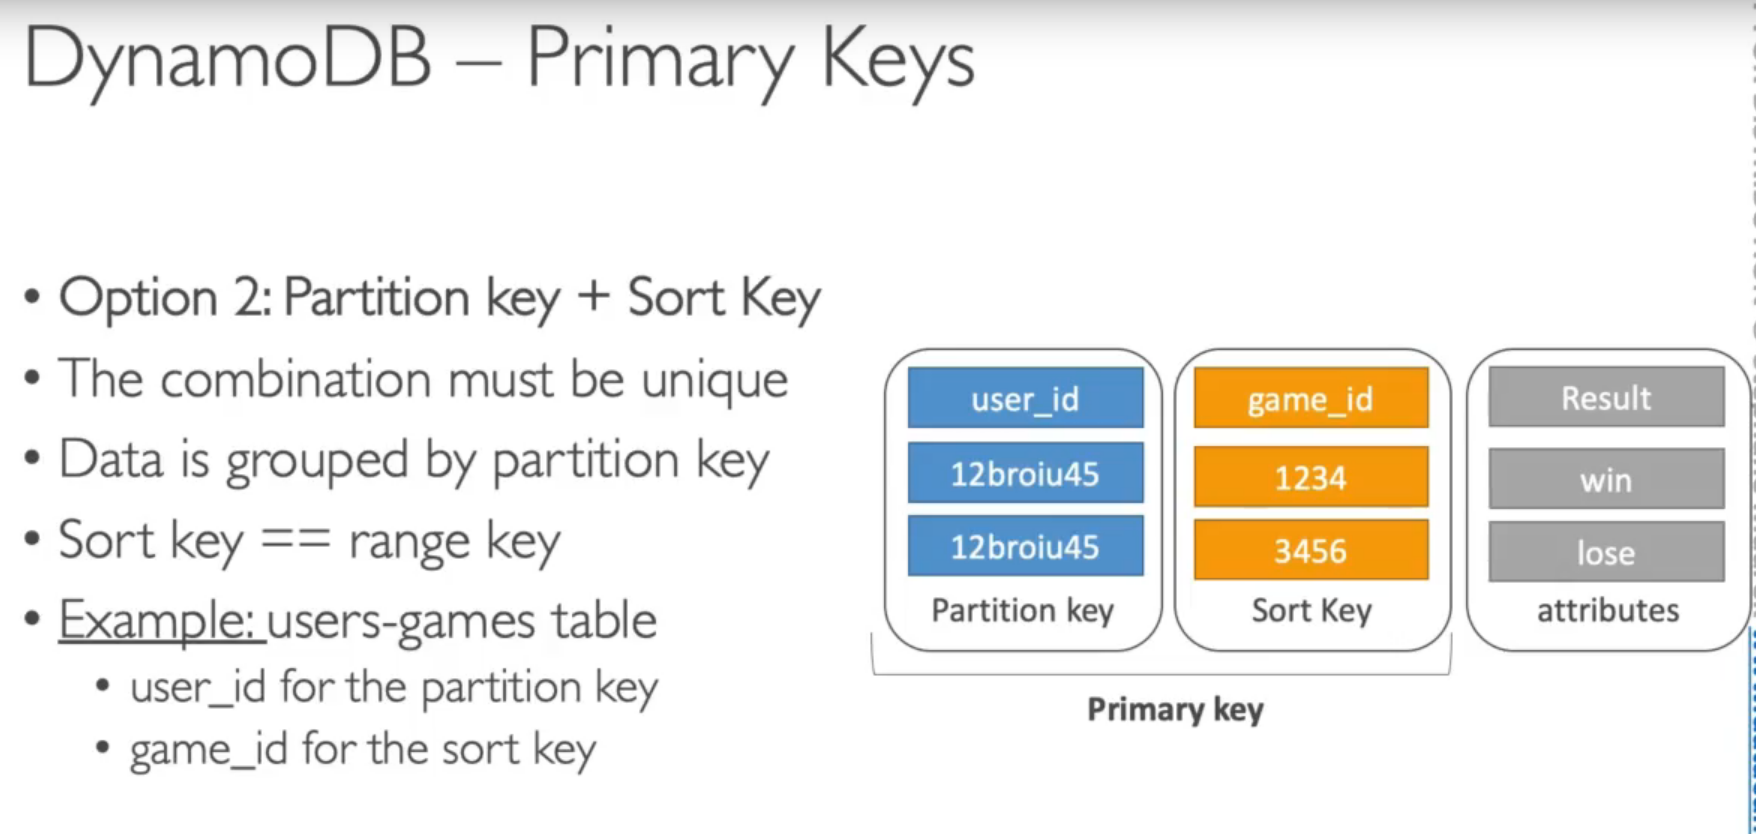 DynamoDB – Primary Keys
• Option 2: Partition key + Sort Key
• The combination must be unique
• Data is grouped by partition key
• Sort key == range key
• Example: users-games table
• user_id for the partition key
• game_id for the sort key
user_id game_id Result
12broiu45 1234 win
12broiu45 3456 lose
Partition key Sort Key attributes
Primary key